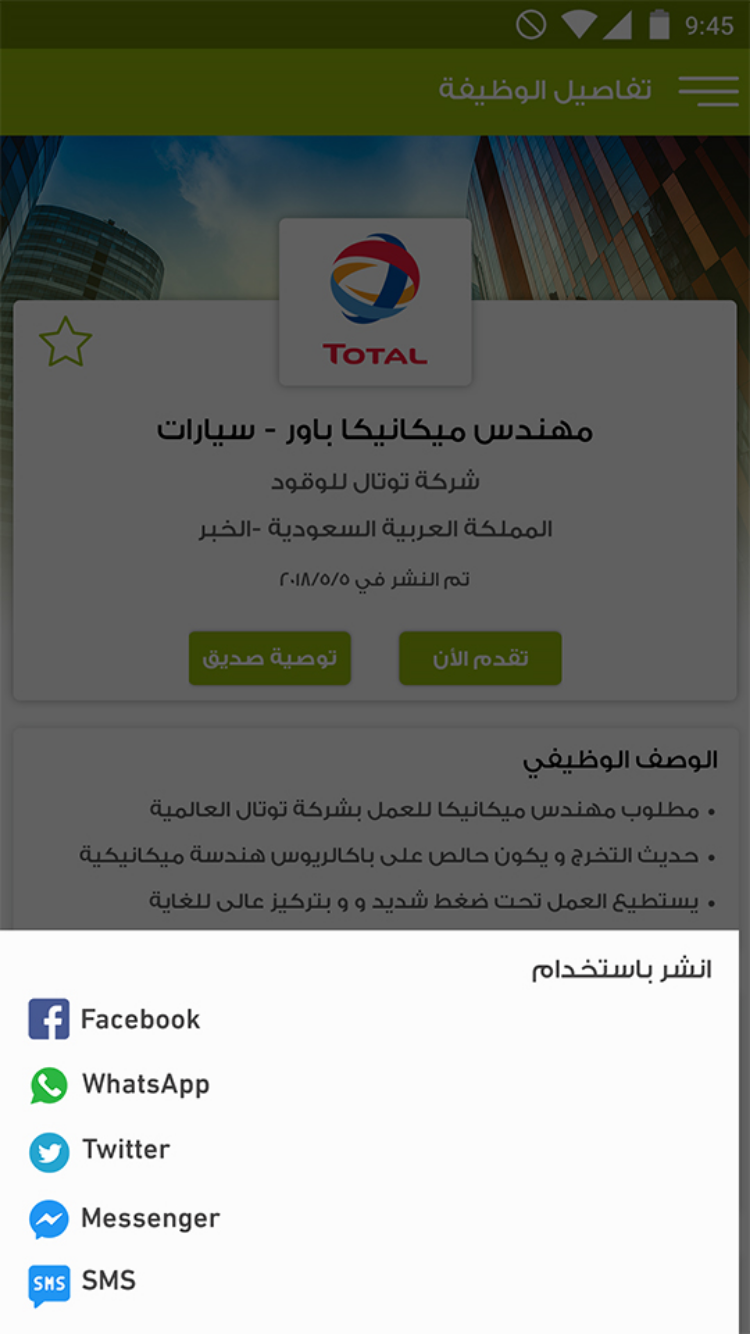 9:45
تفاصيل الوظيفة
TOTAL
مهندس ميكانيكا باور - سيارات
شركة توتال للوقود
المملكة العربية السعودية -الخبر
تم النشر في ٢٠١٨/٥/٥
تقدم الأن
توصية صديق
الوصف الوظيفي
• مطلوب مهندس ميكانيكا للعمل بشركة توتال العالمية
• حديث التخرج و يكون حالص على باكالريوس هندسة ميكانيكية
• يستطيع العمل تحت ضغط شديد و و بتركيز عالى للغاية
انشر باستخدام
Facebook
WhatsApp
Twitter
Messenger
SMS SMS